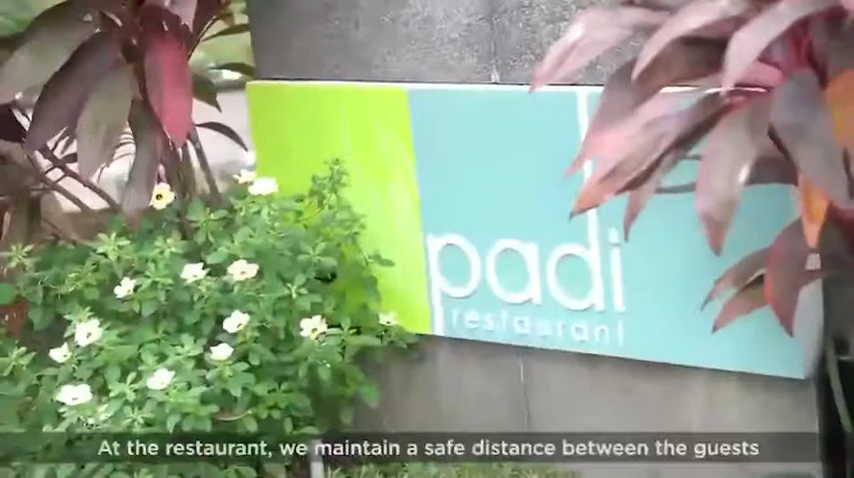 padi
restaurant
At the restaurant, we maintain a safe distance between the guests